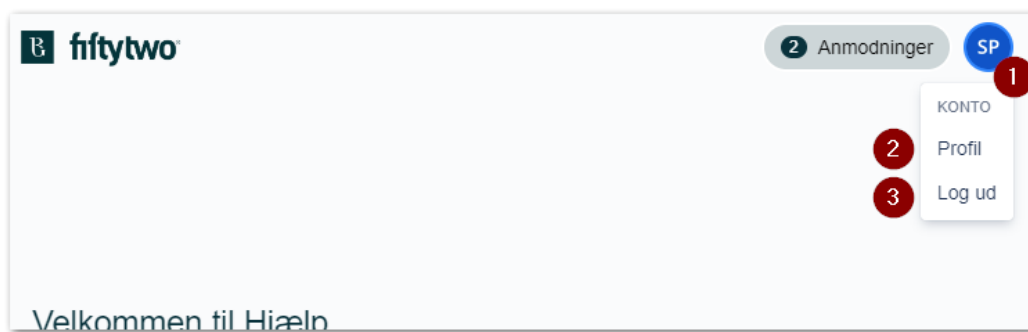 B fiftytwo
2 Anmodninger SP
1
KONTO
2 Profil
3 Log ud
Velkommen til Hjælp